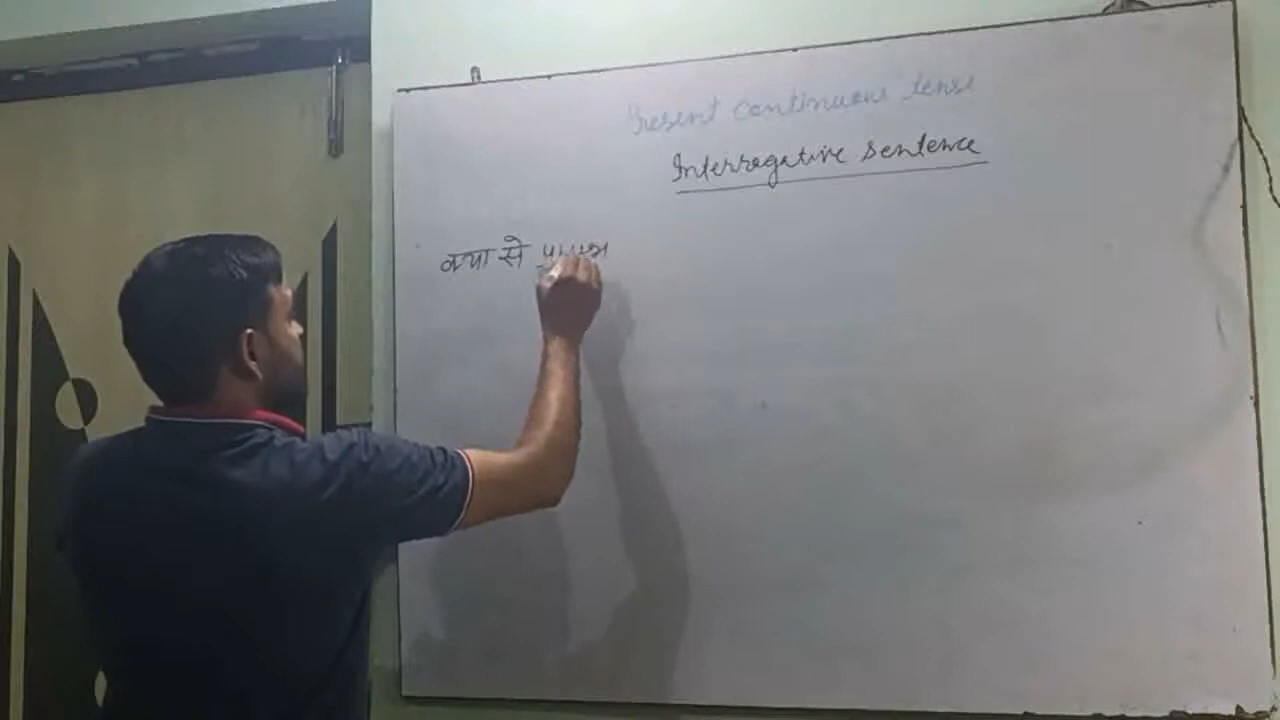 Present continuous tense
Interrogative Sentence
क्या से